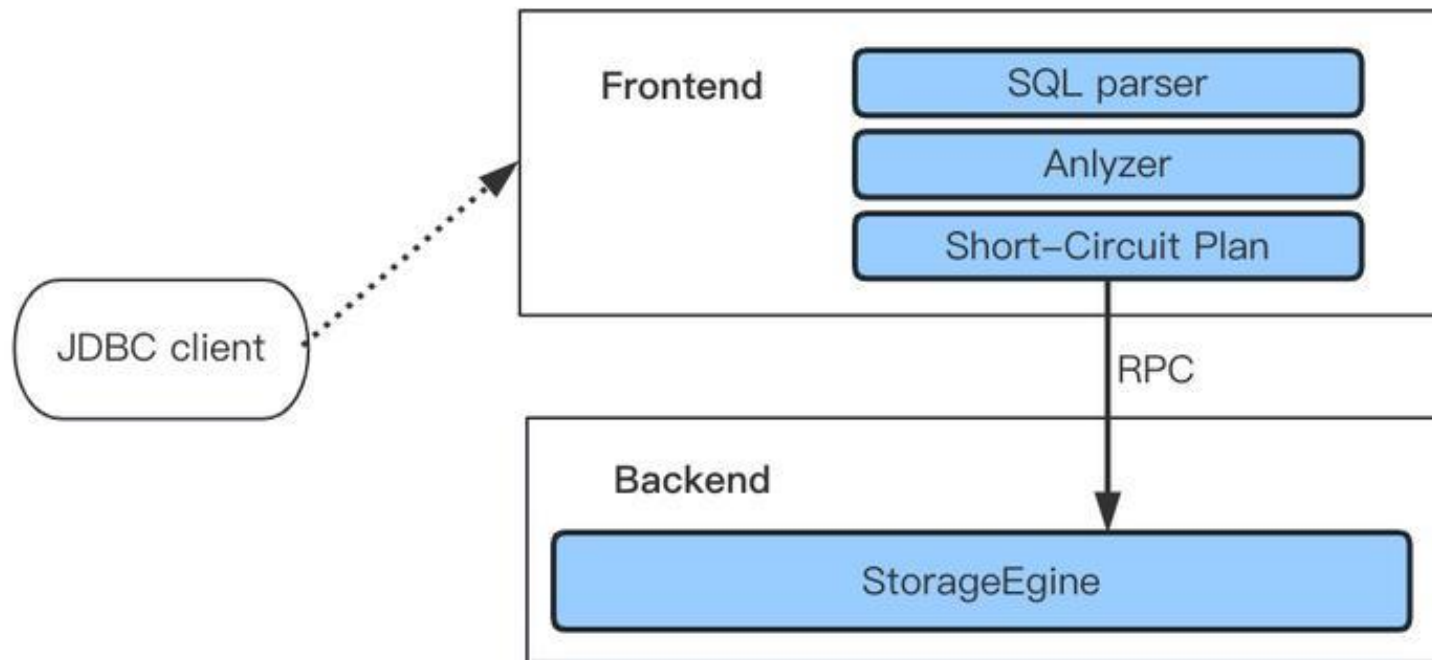 Frontend
SQL parser
Anlyzer
Short-Circuit Plan
JDBC client
RPC
Backend
StorageEgine